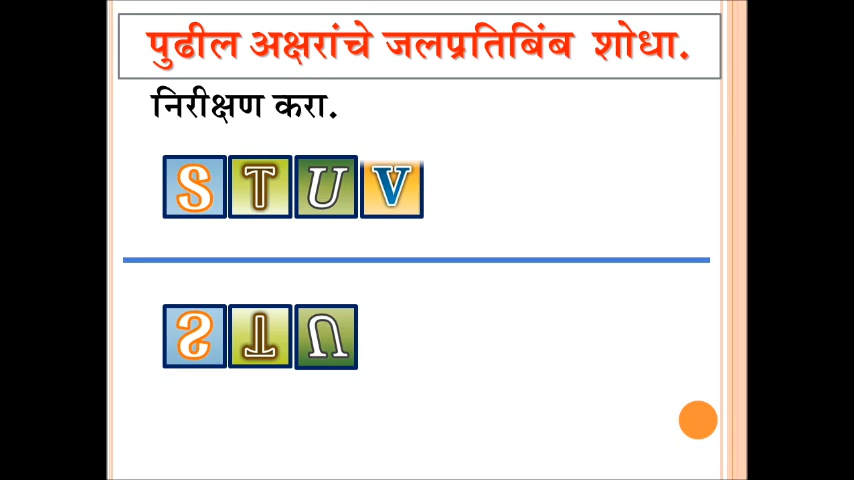 पुढील अक्षरांचे जलप्रतिबिंब शोधा.
निरीक्षण करा.
S T U V
S T U